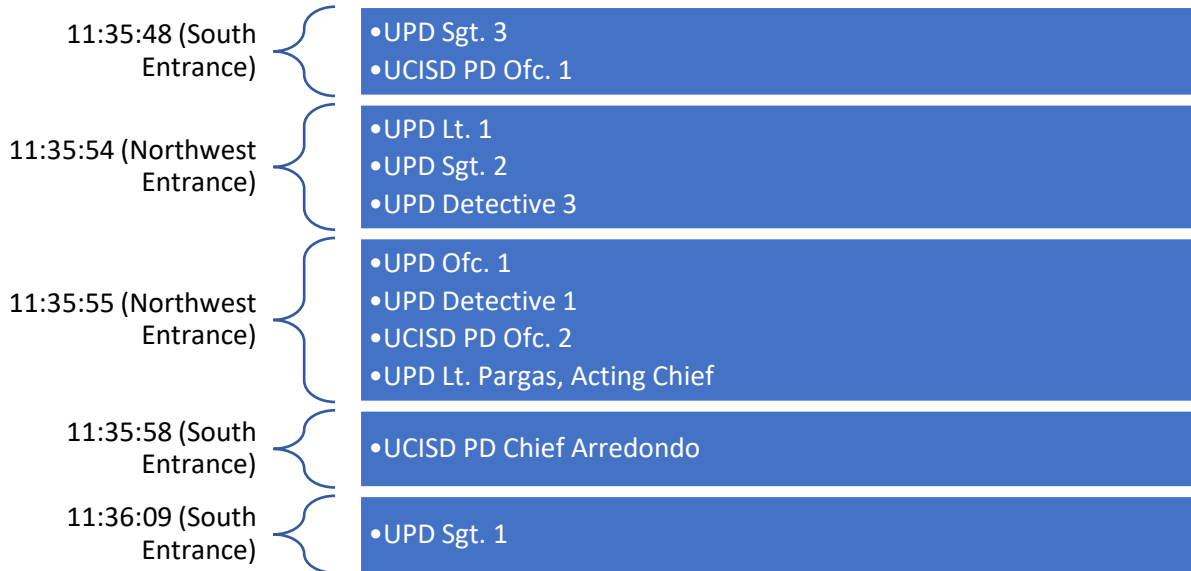 11:35:48 (South
Entrance)
•UPD Sgt. 3
•UCISD PD Ofc. 1
11:35:54 (Northwest
Entrance)
•UPD Lt. 1
•UPD Sgt. 2
•UPD Detective 3
11:35:55 (Northwest
Entrance)
•UPD Ofc. 1
•UPD Detective 1
•UCISD PD Ofc. 2
•UPD Lt. Pargas, Acting Chief
11:35:58 (South
Entrance)
•UCISD PD Chief Arredondo
11:36:09 (South
Entrance)
•UPD Sgt. 1